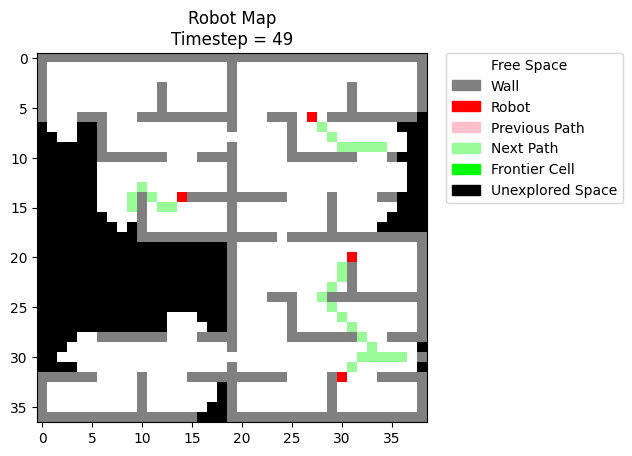 Robot Map
Timestep = 49
0
5
10
15
20
25
30
35
0
5
10
15
20
25
30
35
Free Space
Wall
Robot
Previous Path
Next Path
Frontier Cell
Unexplored Space